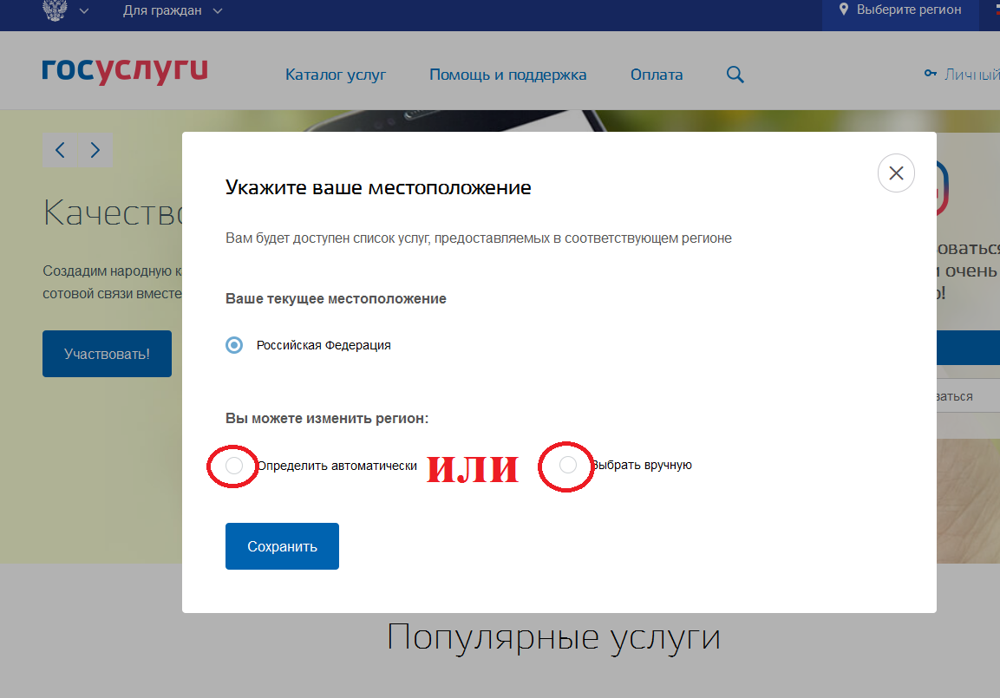 Для граждан
Выберите регион
госуслуги
Каталог услуг
Помощь и поддержка
Оплата
Личный
Укажите ваше местоположение
Вам будет доступен список услуг, предоставляемых в соответствующем регионе
Качество
Создадим народную к
сотовой связи вместе
Участвовать!
Ваше текущее местоположение
Российская Федерация
Вы можете изменить регион:
Определить автоматически или Выбрать вручную
Сохранить
оваться
и очень
о!
ваться
Популярные услуги